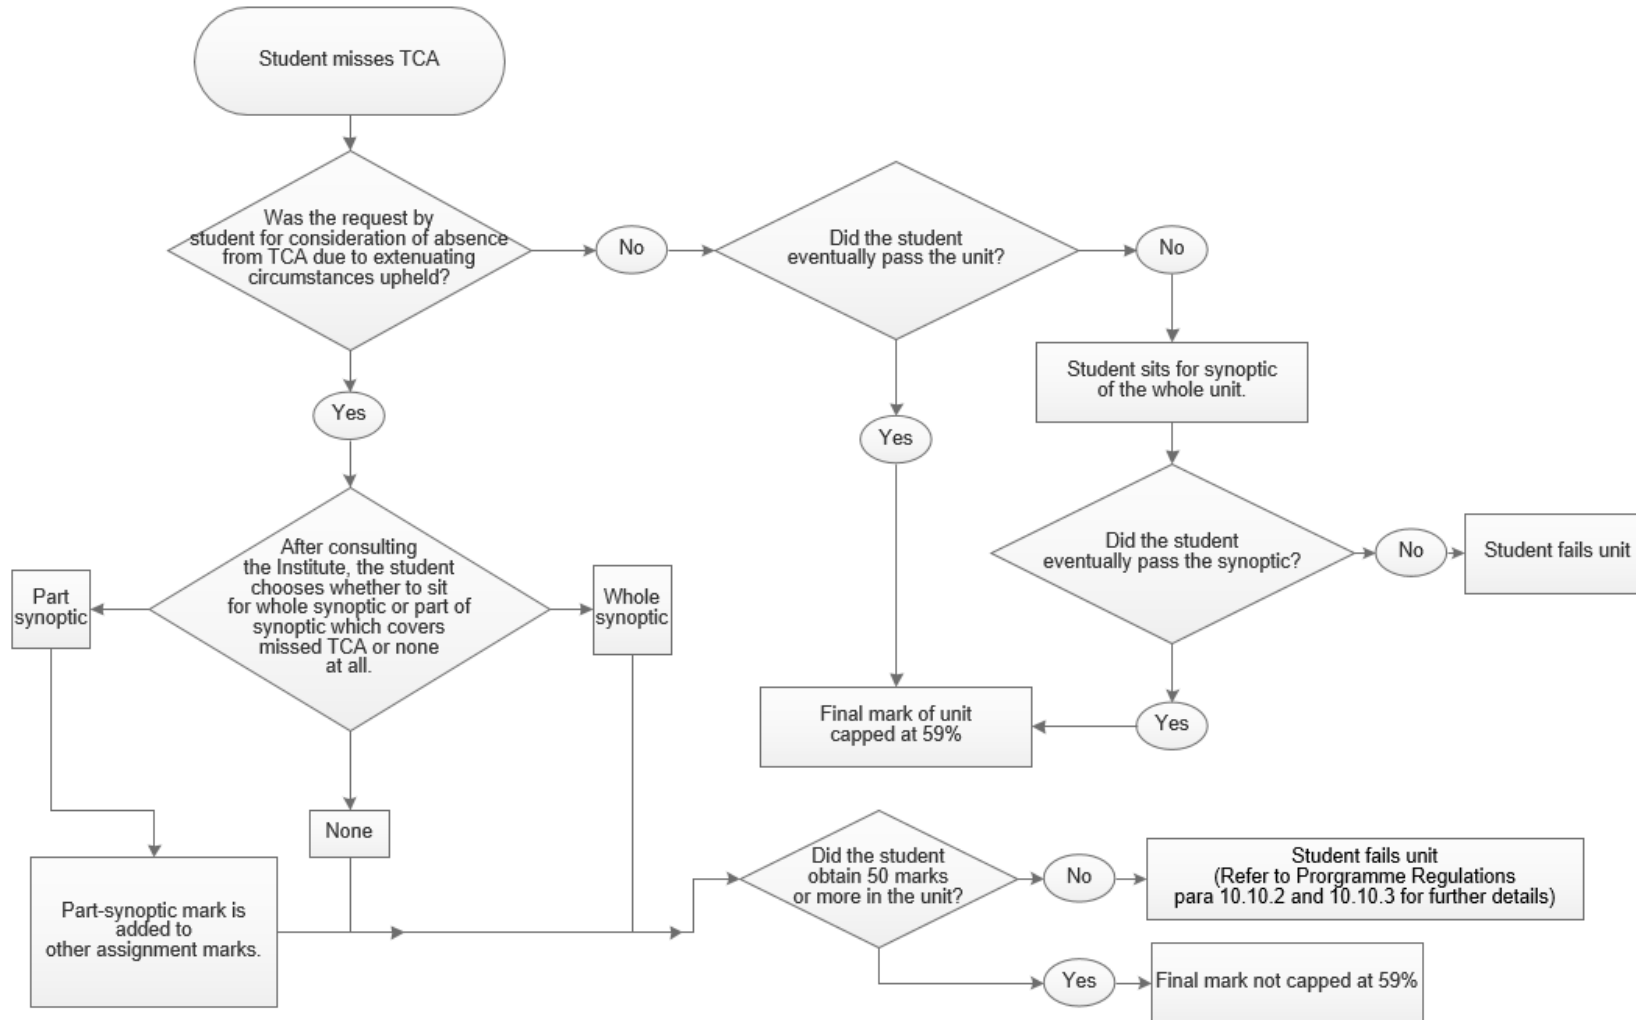 Student misses TCA
Was the request by
student for consideration of absence
from TCA due to extenuating
circumstances upheld?
No
Did the student
eventually pass the unit?
No
Student sits for synoptic
of the whole unit.
Yes
Yes
Did the student
eventually pass the synoptic?
No
Student fails unit
After consulting
the Institute, the student
chooses whether to sit
for whole synoptic or part of
synoptic which covers
missed TCA or none
at all.
Part
synoptic
Whole
synoptic
Final mark of unit
capped at 59%
Yes
None
Part-synoptic mark is
added to
other assignment marks.
Did the student
obtain 50 marks
or more in the unit?
No
Student fails unit
(Refer to Prorgramme Regulations
para 10.10.2 and 10.10.3 for further details)
Yes
Final mark not capped at 59%